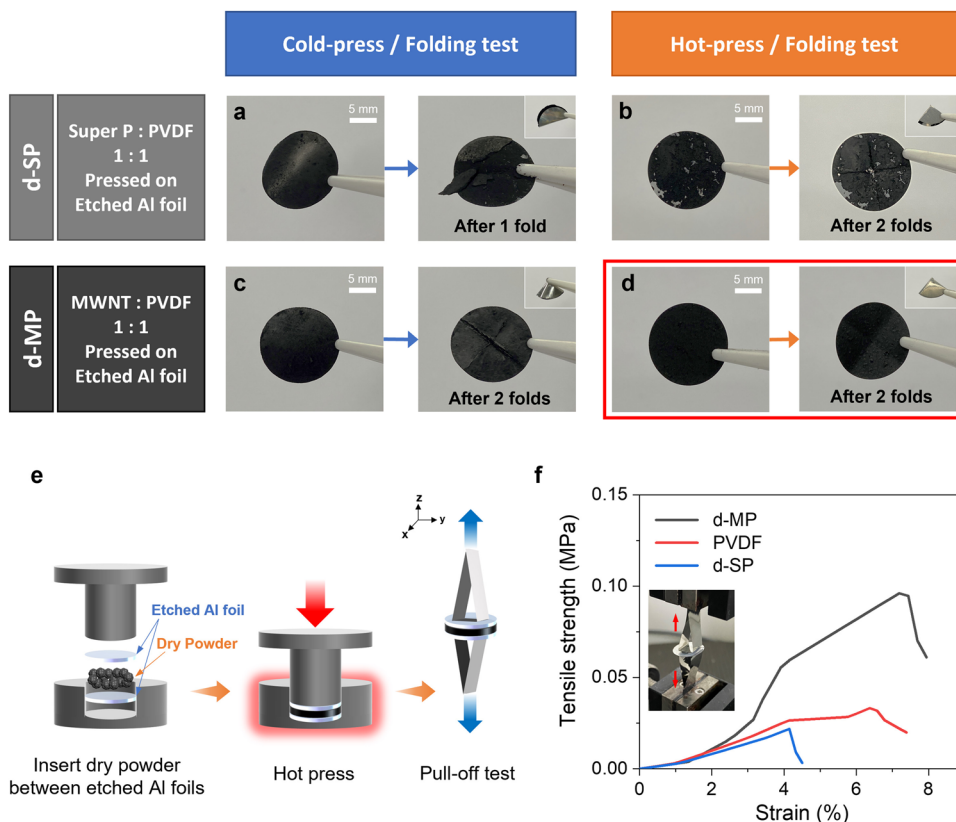 Cold-press / Folding test
Hot-press / Folding test
d-SP
Super P : PVDF
1 : 1
Pressed on
Etched Al foil
a
5 mm
After 1 fold
b
5 mm
After 2 folds
d-MP
MWNT : PVDF
1 : 1
Pressed on
Etched Al foil
c
5 mm
After 2 folds
d
5 mm
After 2 folds
e
Etched Al foil
Dry Powder
Insert dry powder
between etched Al foils
Hot press
z
y
x
Pull-off test
f
Tensile strength (MPa)
0.15
0.10
0.05
0.00
d-MP
PVDF
d-SP
0
2
4
6
8
Strain (%)